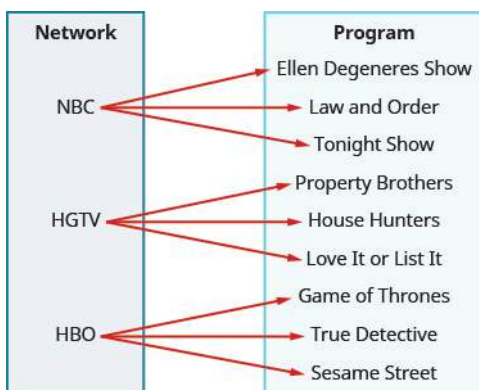 Network
NBC
HGTV
HBO
Program
Ellen Degeneres Show
Law and Order
Tonight Show
Property Brothers
House Hunters
Love It or List It
Game of Thrones
True Detective
Sesame Street